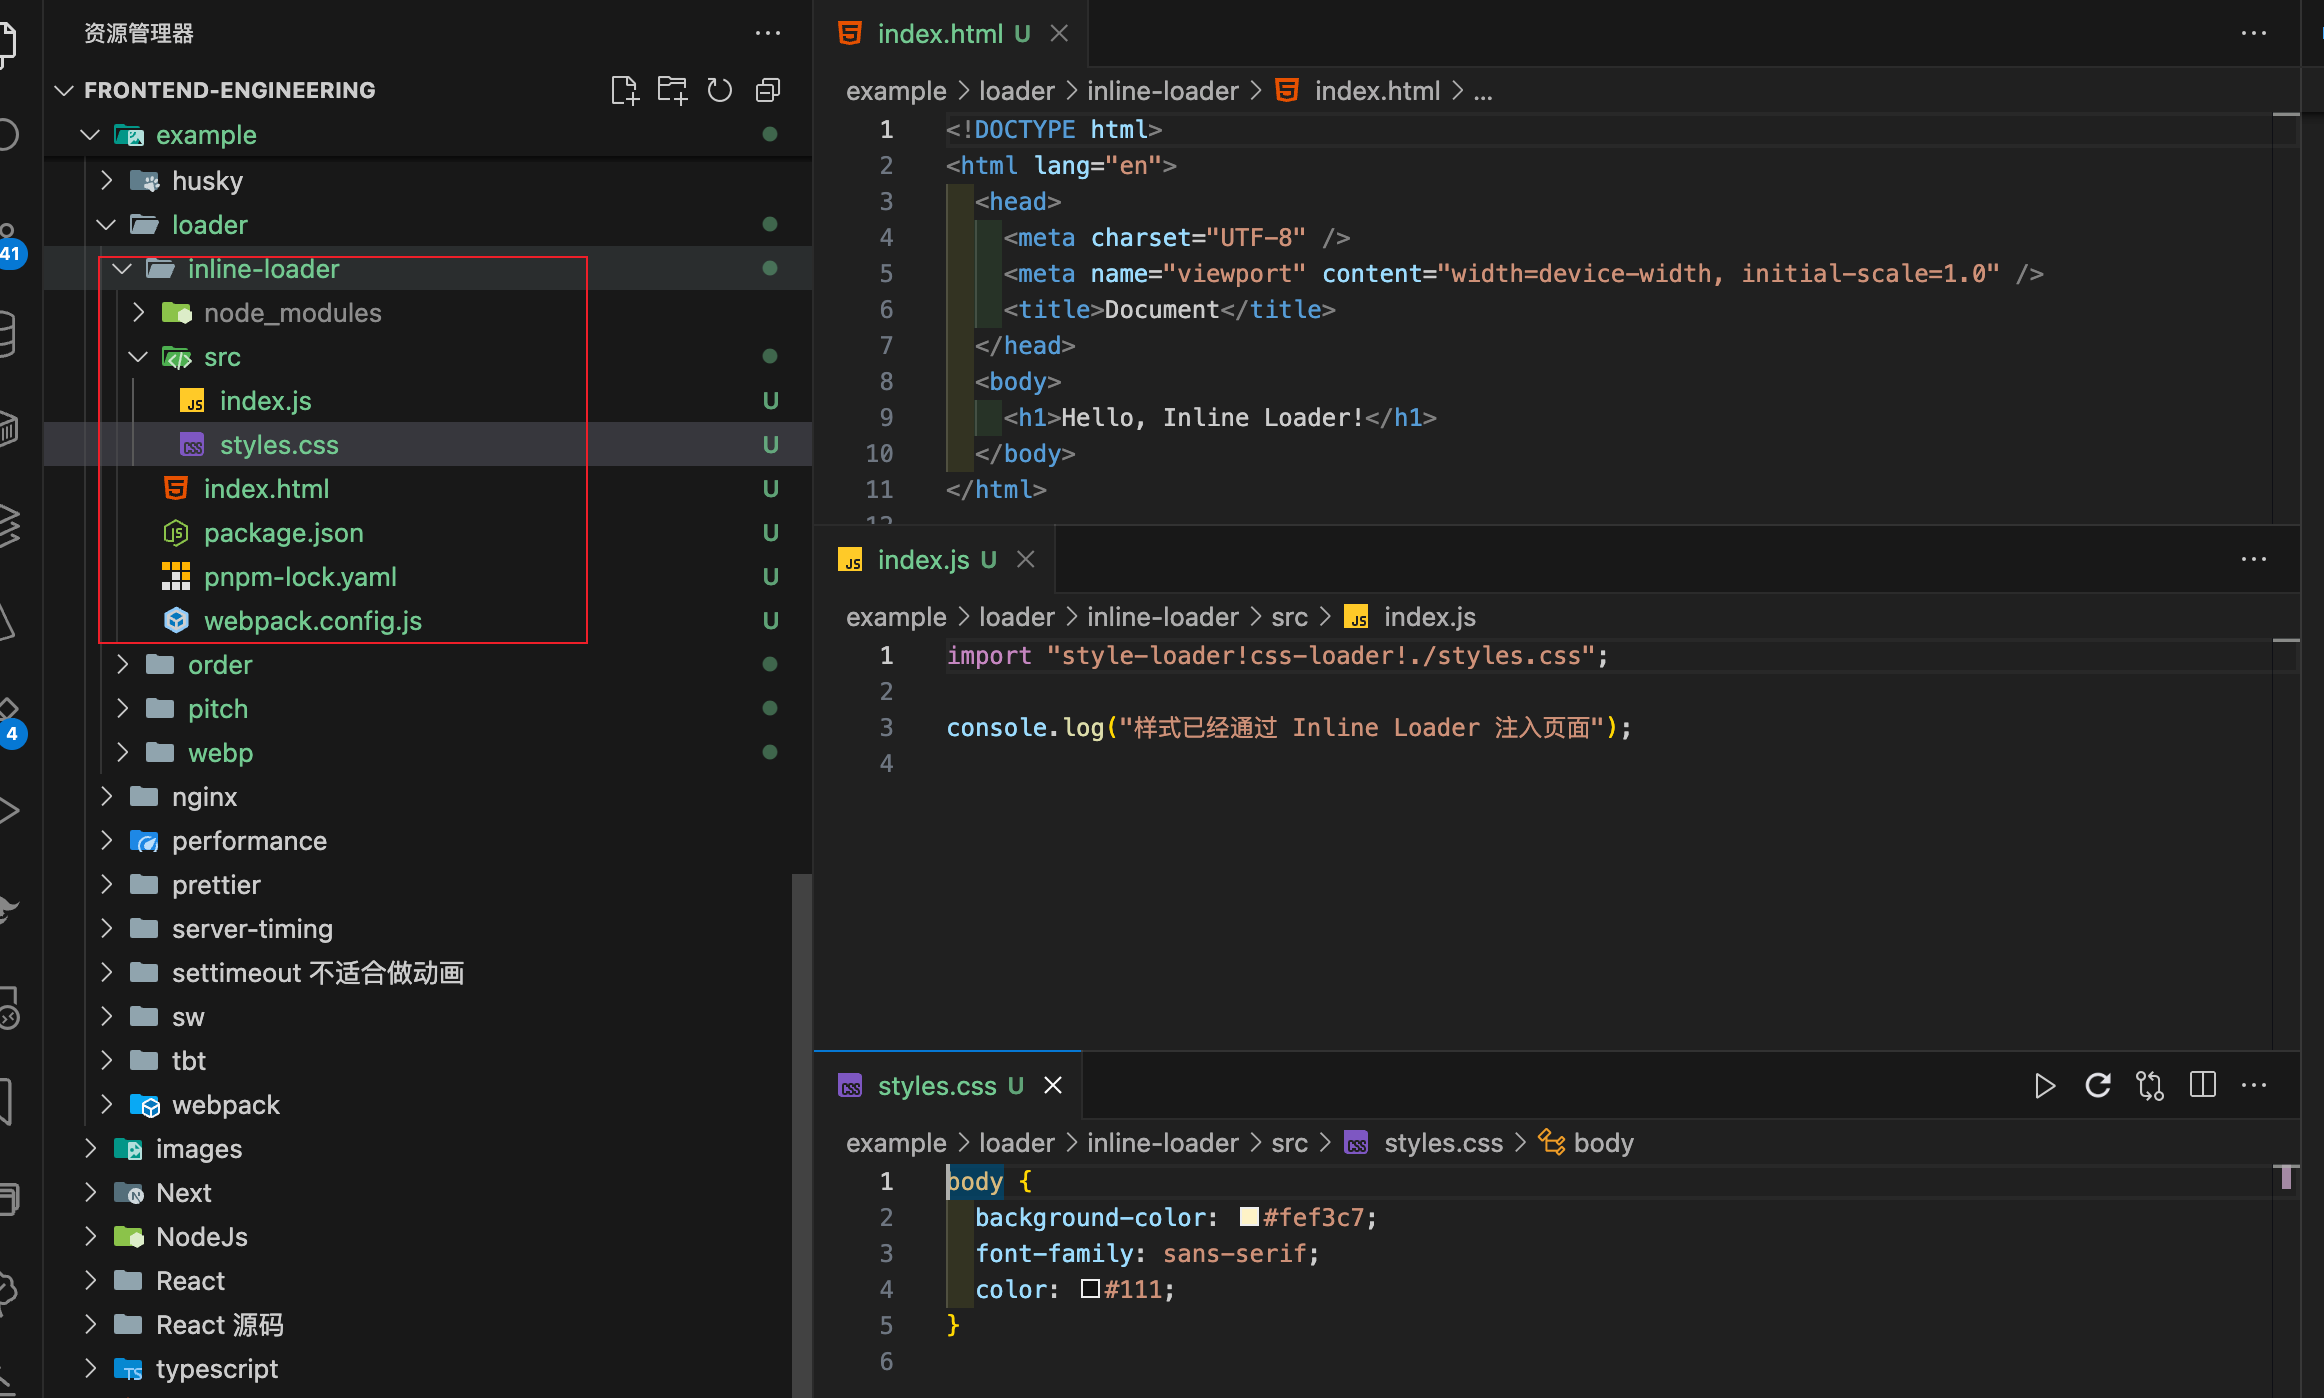 资源管理器
FRONTEND-ENGINEERING
example
husky
loader
inline-loader
node_modules
src
index.js U
styles.css U
index.html U
package.json U
pnpm-lock.yaml U
webpack.config.js U
order
pitch
webp
nginx
performance
prettier
server-timing
settimeout 不适合做动画
sw
tbt
webpack
images
Next
NodeJs
React
React 源码
typescript
41
4
index.html U
example > loader > inline-loader > index.html > ...
1 <!DOCTYPE html>
2 <html lang="en">
3 <head>
4 <meta charset="UTF-8" />
5 <meta name="viewport" content="width=device-width, initial-scale=1.0" />
6 <title>Document</title>
7 </head>
8 <body>
9 <h1>Hello, Inline Loader!</h1>
10 </body>
11 </html>
12
index.js U
example > loader > inline-loader > src > index.js
1 import "style-loader!css-loader!./styles.css";
2
3 console.log("样式已经通过 Inline Loader 注入页面");
4
styles.css U
example > loader > inline-loader > src > styles.css > body
1 body {
2 background-color: #fef3c7;
3 font-family: sans-serif;
4 color: #111;
5 }
6